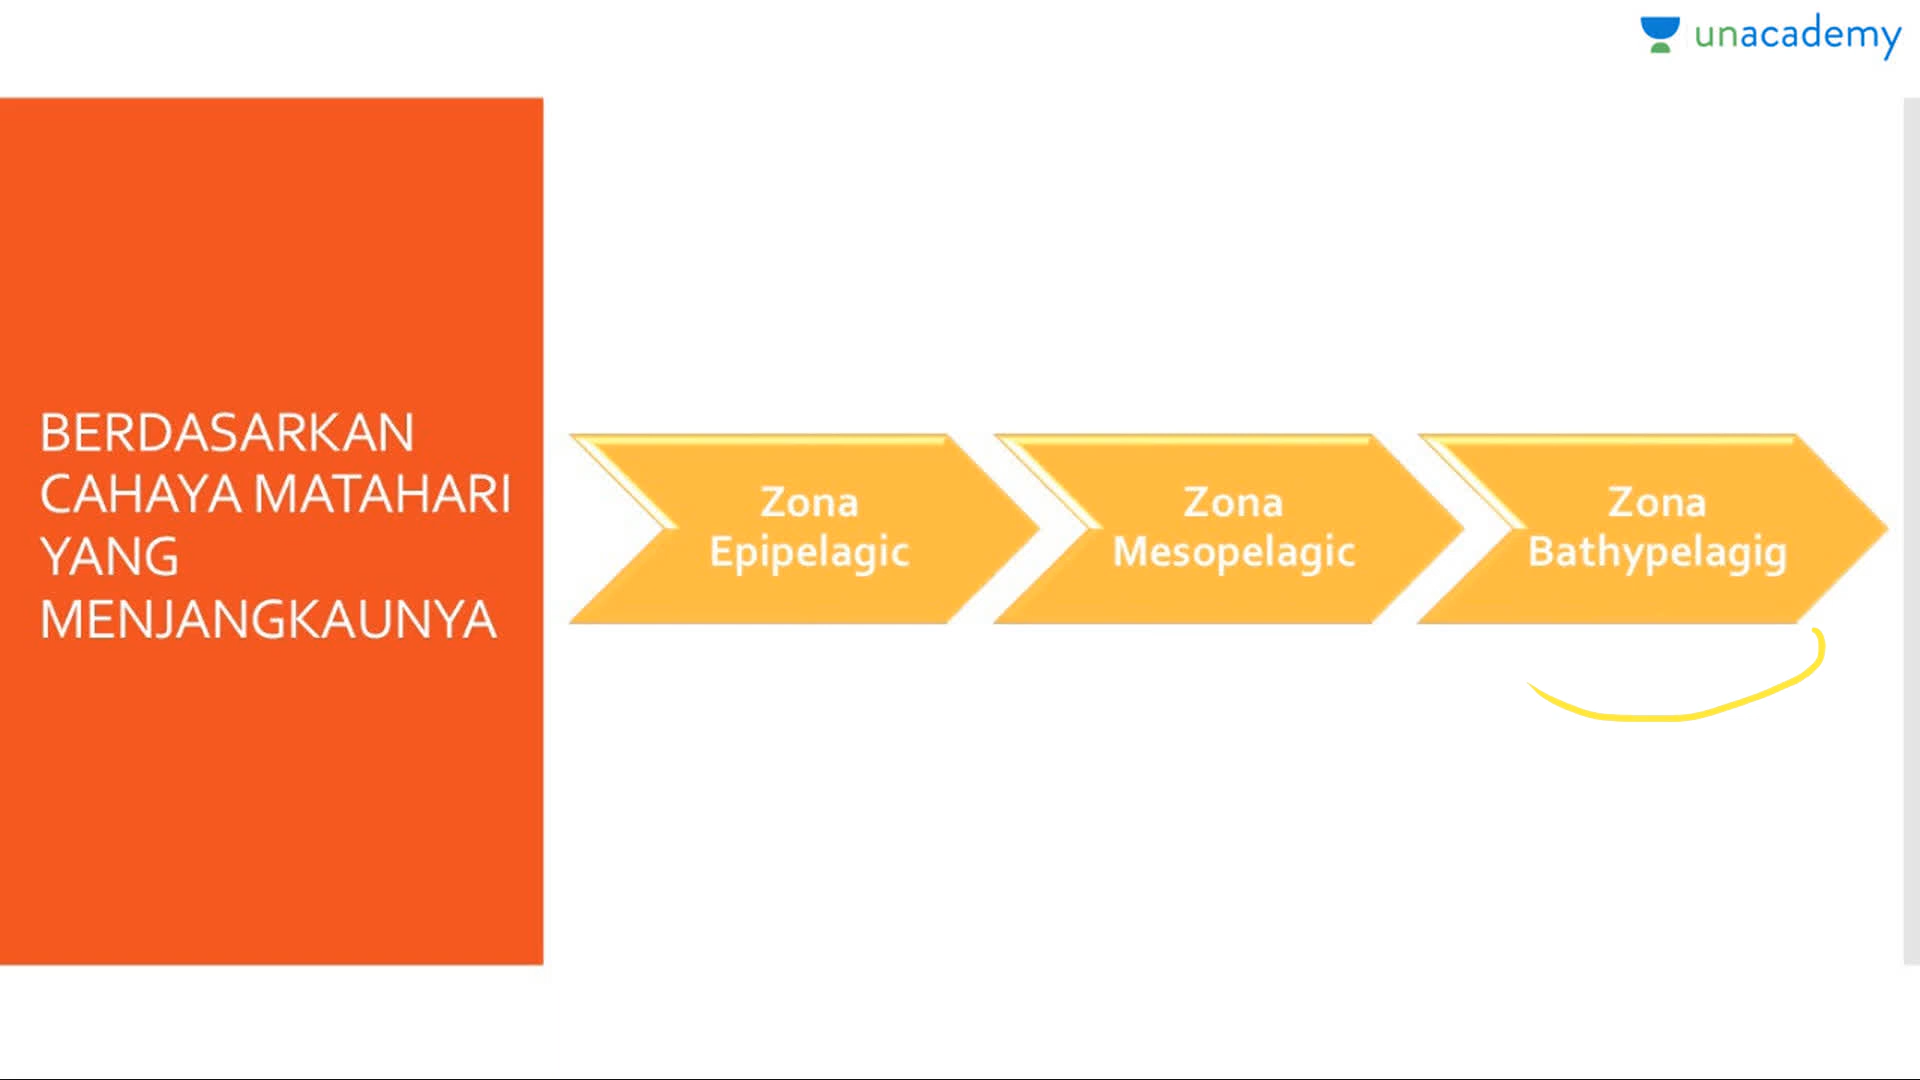 unacademy
BERDASARKAN
CAHAYA MATAHARI
YANG
MENJANGKAUNYA
Zona
Epipelagic
Zona
Mesopelagic
Zona
Bathypelagig